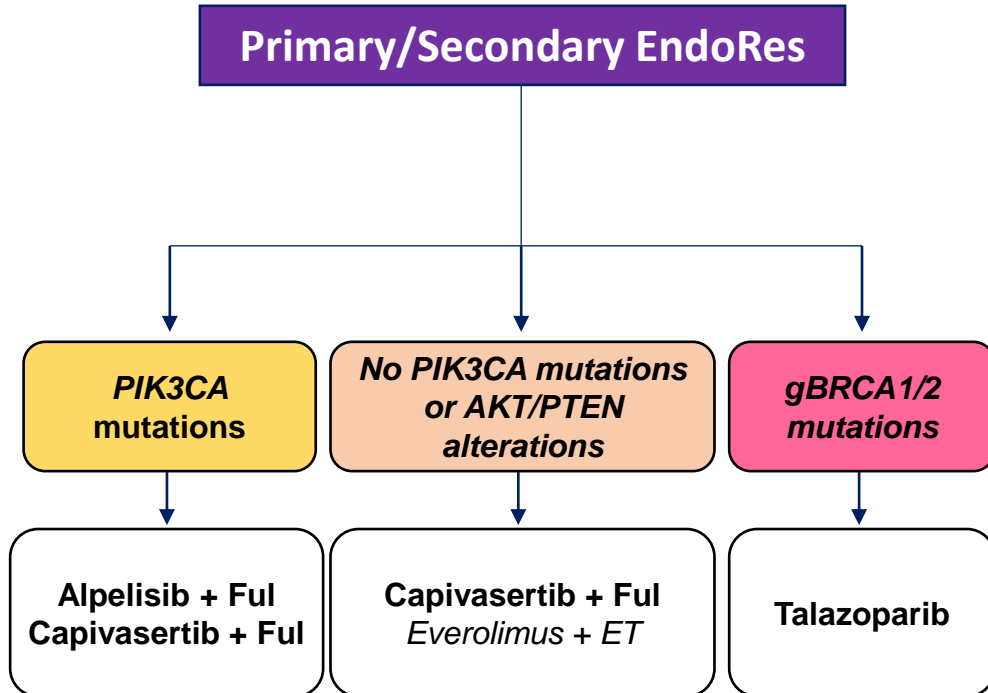 Primary/Secondary EndoRes
PIK3CA
mutations
No PIK3CA mutations
or AKT/PTEN
alterations
gBRCA1/2
mutations
Alpelisib + Ful
Capivasertib + Ful
Capivasertib + Ful
Everolimus + ET
Talazoparib